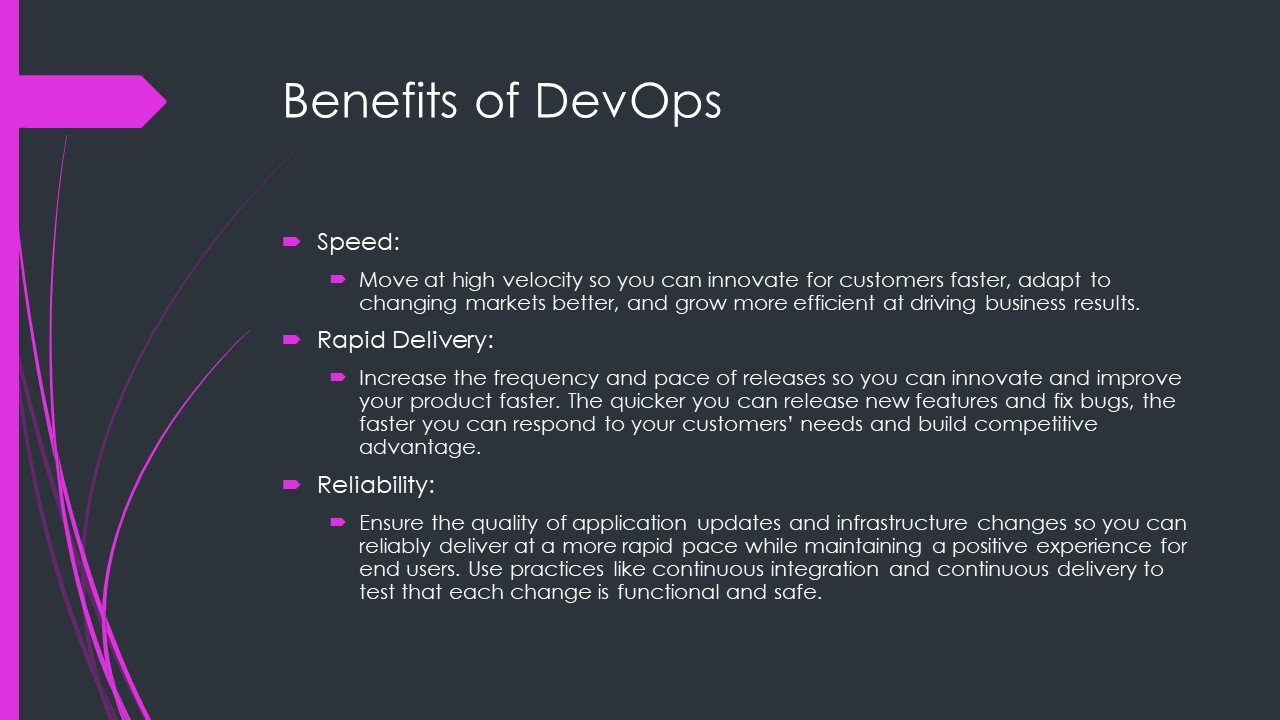 Benefits of DevOps
Speed:
Move at high velocity so you can innovate for customers faster, adapt to
changing markets better, and grow more efficient at driving business results.
Rapid Delivery:
Increase the frequency and pace of releases so you can innovate and improve
your product faster. The quicker you can release new features and fix bugs, the
faster you can respond to your customers’ needs and build competitive
advantage.
Reliability:
Ensure the quality of application updates and infrastructure changes so you can
reliably deliver at a more rapid pace while maintaining a positive experience for
end users. Use practices like continuous integration and continuous delivery to
test that each change is functional and safe.